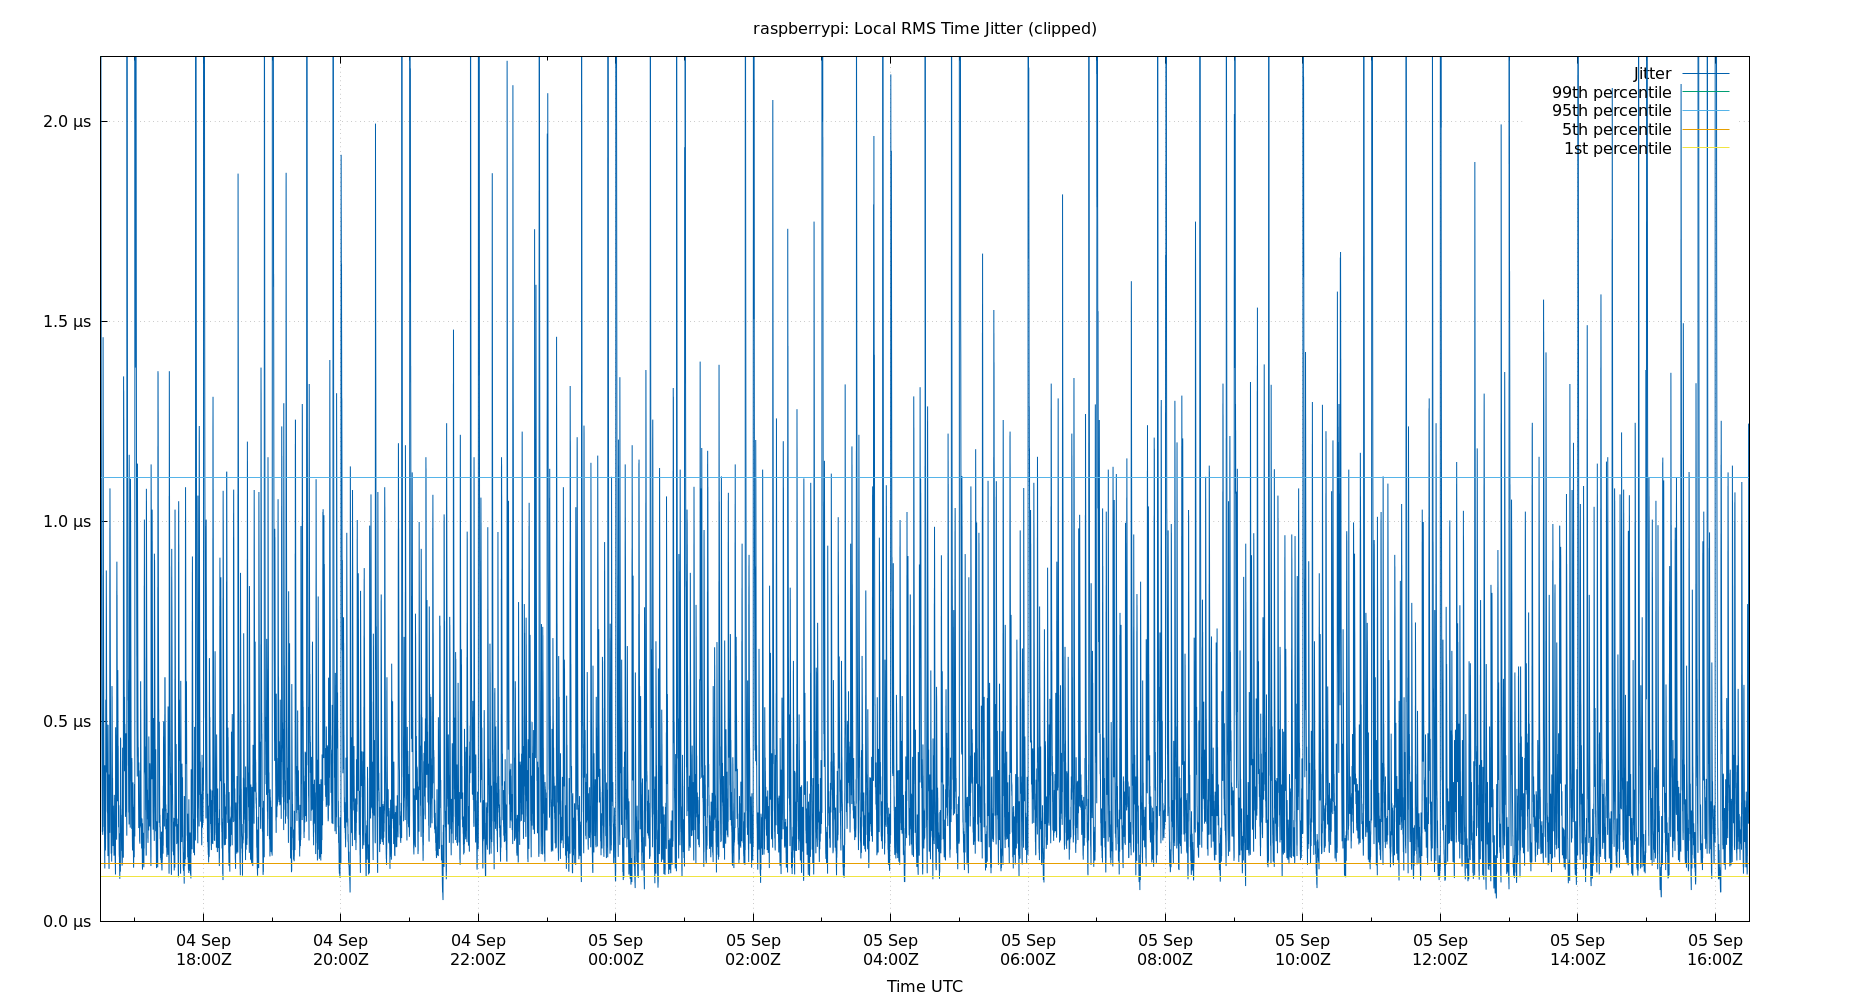 raspberrypi: Local RMS Time Jitter (clipped)
Jitter
99th percentile
95th percentile
5th percentile
1st percentile
2.0 µs
1.5 µs
1.0 µs
0.5 µs
0.0 µs
04 Sep 04 Sep 04 Sep 05 Sep 05 Sep 05 Sep 05 Sep 05 Sep 05 Sep 05 Sep 05 Sep 05 Sep
18:00Z 20:00Z 22:00Z 00:00Z 02:00Z 04:00Z 06:00Z 08:00Z 10:00Z 12:00Z 14:00Z 16:00Z
Time UTC